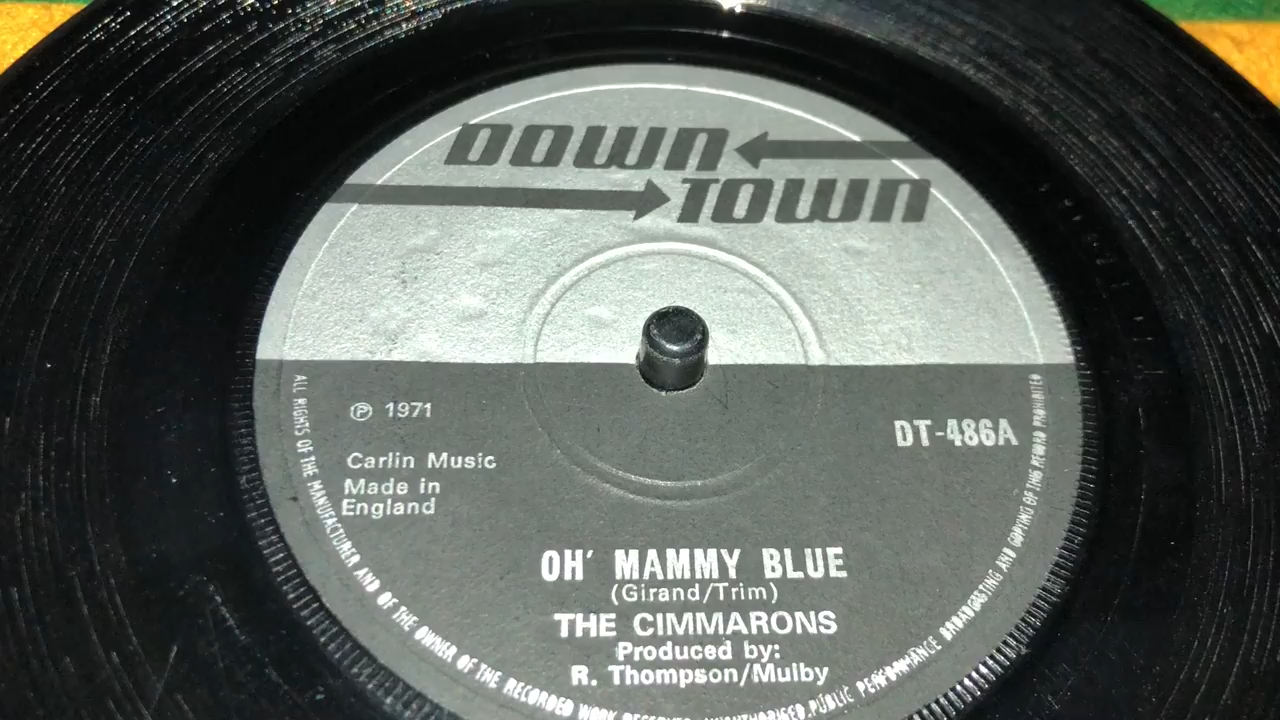 DOWN
TOWN
℗ 1971
DT-486A
Carlin Music
Made in
England
OH' MAMMY BLUE
(Girand/Trim)
THE CIMMARONS
Produced by:
R. Thompson/Mulby
ALL RIGHTS OF THE MANUFACTURER AND OF THE OWNER OF THE RECORDED WORK RESERVED. UNAUTHORISED PUBLIC PERFORMANCE BROADCASTING AND COPYING OF THIS RECORD PROHIBITED